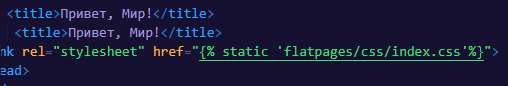 <title>Привет, Мир!</title>
<title>Привет, Мир!</title>
nk rel="stylesheet" href="{% static 'flatpages/css/index.css'%}">
ead>